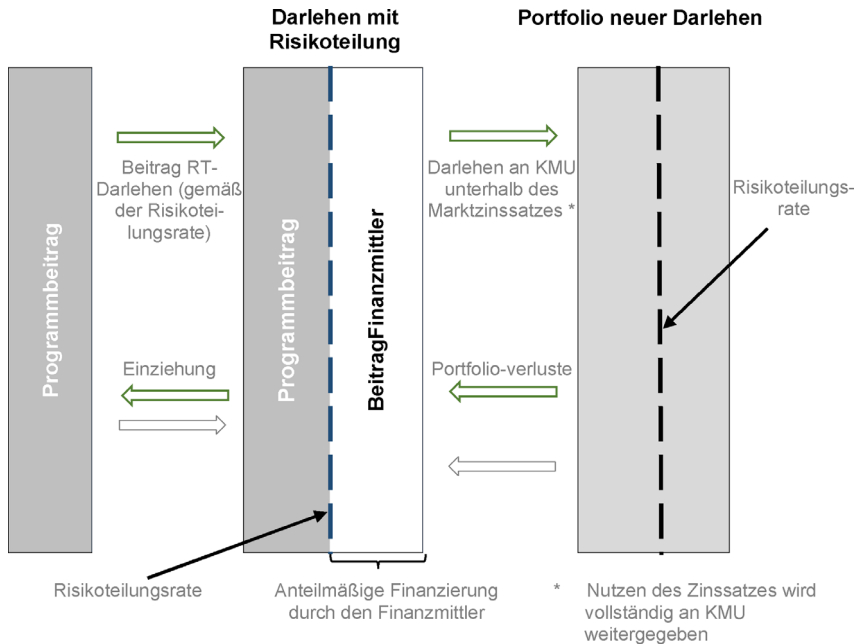 Darlehen mit
Risikoteilung
Portfolio neuer Darlehen
Programmbeitrag
Beitrag RT-
Darlehen (gemäß
der Risikotei-
lungsrate)
Einziehung
Programmbeitrag
BeitragFinanzmittler
Darlehen an KMU
unterhalb des
Marktzinssatzes *
Portfolio-verluste
Risikoteilungs-
rate
Risikoteilungsrate
Anteilmäßige Finanzierung
durch den Finanzmittler
* Nutzen des Zinssatzes wird
vollständig an KMU
weitergegeben